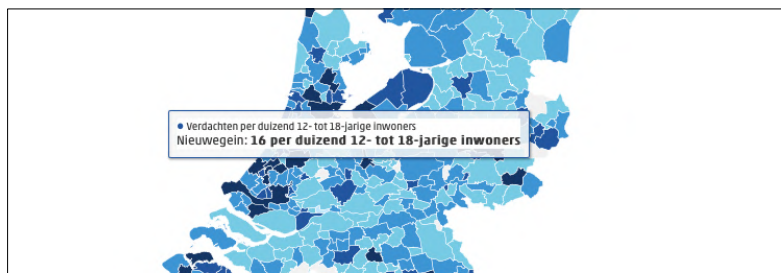 Verdachten per duizend 12- tot 18-jarige inwoners
Nieuwegein: 16 per duizend 12- tot 18-jarige inwoners